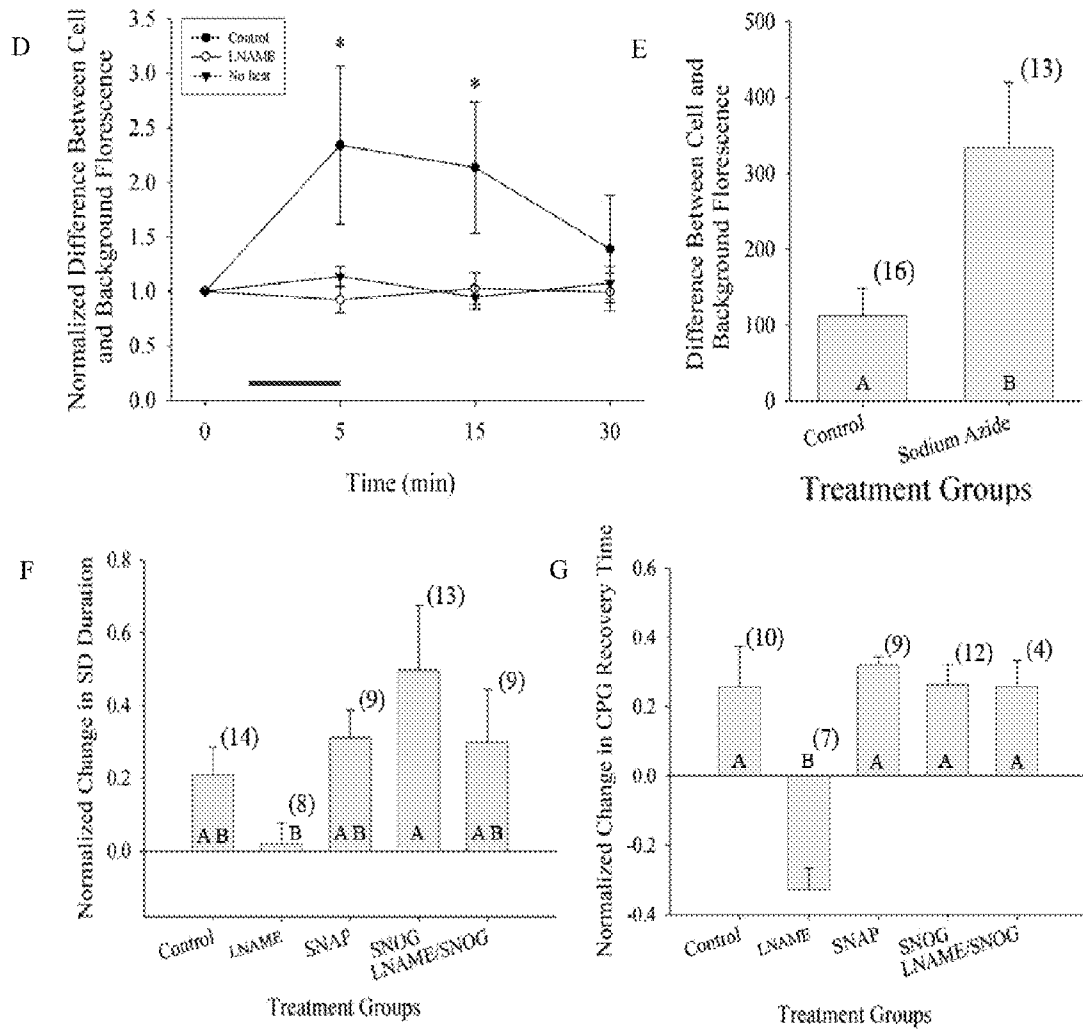 D
Control
LNAME
No heat
*
*
Normalized Difference Between Cell
and Background Florescence
3.5
3.0
2.5
2.0
1.5
1.0
0.5
0.0
0
5
15
30
Time (min)
E
Difference Between Cell and
Background Florescence
500
400
300
200
100
0
(16)
(13)
A
B
Control
Sodium Azide
Treatment Groups
F
Normalized Change in SD Duration
0.8
0.6
0.4
0.2
0.0
(14)
(8)
(9)
(13)
(9)
A B
B
A B
A
A B
Control
LNAME
SNAP
SNOG
LNAME/SNOG
Treatment Groups
G
Normalized Change in CPG Recovery Time
0.6
0.4
0.2
0.0
-0.2
-0.4
(10)
(7)
(9)
(12)
(4)
A
B
A
A
A
Control
LNAME
SNAP
SNOG
LNAME/SNOG
Treatment Groups